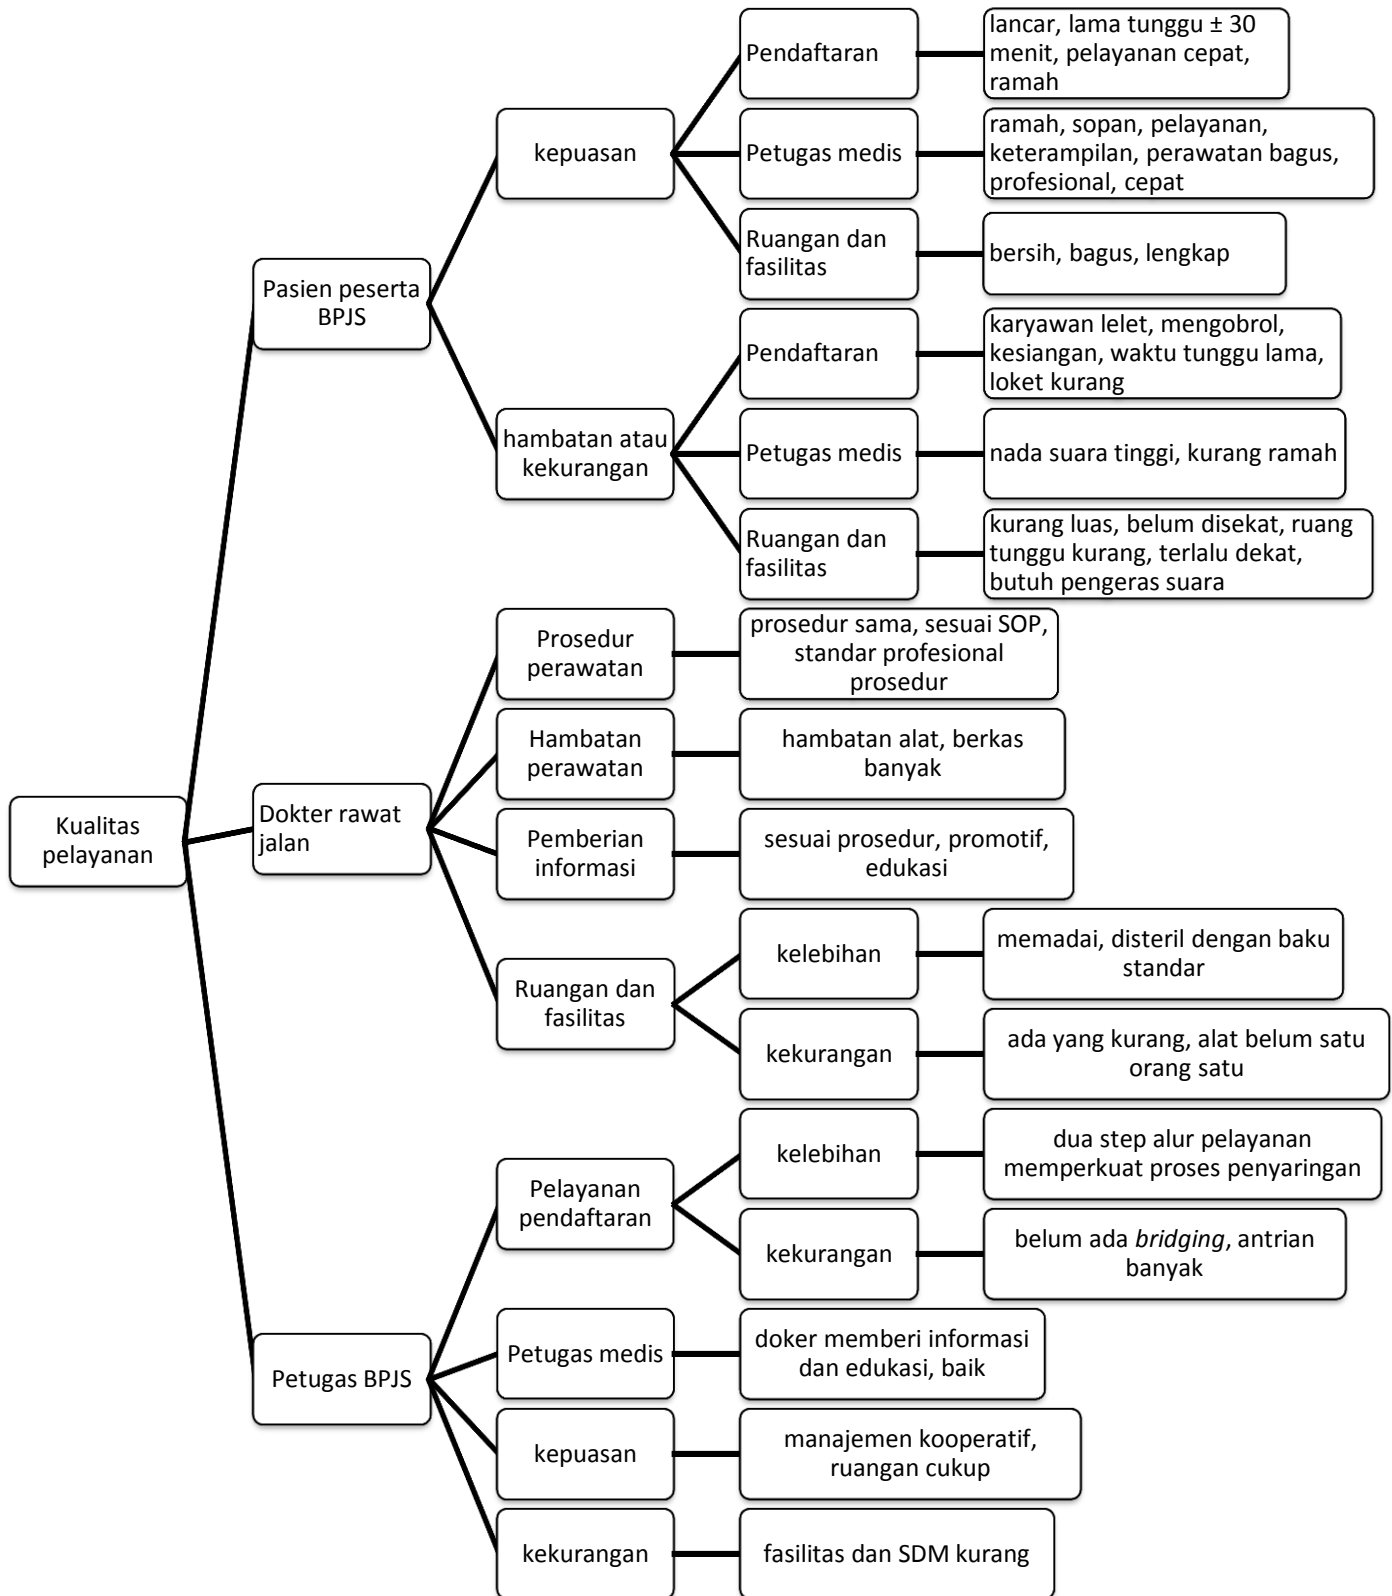 Kualitas
pelayanan
Pasien peserta
BPJS
kepuasan
Pendaftaran
lancar, lama tunggu ± 30
menit, pelayanan cepat,
ramah
Petugas medis
ramah, sopan, pelayanan,
keterampilan, perawatan bagus,
profesional, cepat
Ruangan dan
fasilitas
bersih, bagus, lengkap
hambatan atau
kekurangan
Pendaftaran
karyawan lelet, mengobrol,
kesiangan, waktu tunggu lama,
loket kurang
Petugas medis
nada suara tinggi, kurang ramah
Ruangan dan
fasilitas
kurang luas, belum disekat, ruang
tunggu kurang, terlalu dekat,
butuh pengeras suara
Dokter rawat
jalan
Prosedur
perawatan
prosedur sama, sesuai SOP,
standar profesional
prosedur
Hambatan
perawatan
hambatan alat, berkas
banyak
Pemberian
informasi
sesuai prosedur, promotif,
edukasi
Ruangan dan
fasilitas
kelebihan
memadai, disteril dengan baku
standar
kekurangan
ada yang kurang, alat belum satu
orang satu
Petugas BPJS
Pelayanan
pendaftaran
kelebihan
dua step alur pelayanan
memperkuat proses penyaringan
kekurangan
belum ada bridging, antrian
banyak
Petugas medis
doker memberi informasi
dan edukasi, baik
kepuasan
manajemen kooperatif,
ruangan cukup
kekurangan
fasilitas dan SDM kurang